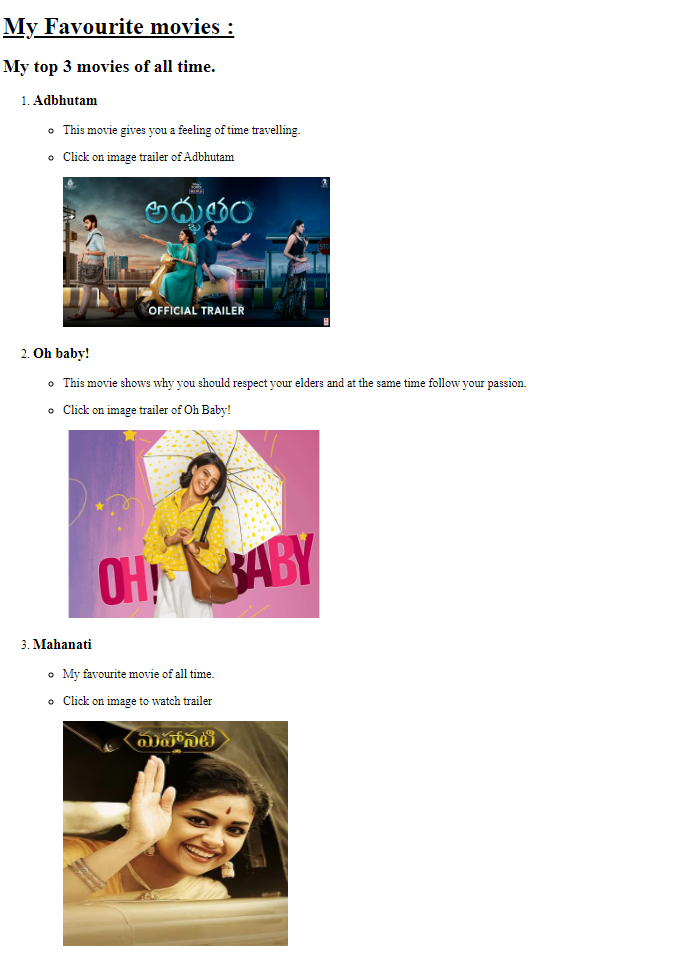 My Favourite movies :
My top 3 movies of all time.
1. Adbhutam
This movie gives you a feeling of time travelling.
Click on image trailer of Adbhutam
అద్భుతం
OFFICIAL TRAILER
2. Oh baby!
This movie shows why you should respect your elders and at the same time follow your passion.
Click on image trailer of Oh Baby!
OH! BABY
3. Mahanati
My favourite movie of all time.
Click on image to watch trailer
మహానటి